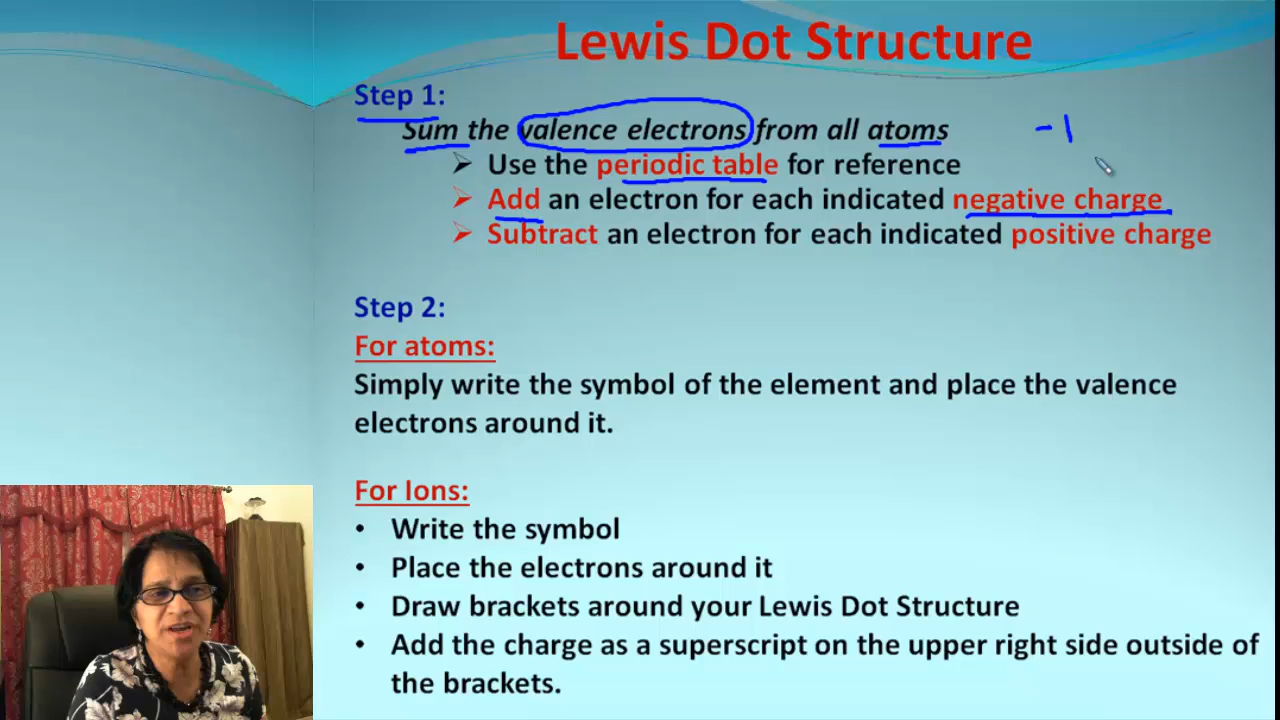 Lewis Dot Structure
Step 1:
Sum the valence electrons from all atoms
-1
➢ Use the periodic table for reference
➢ Add an electron for each indicated negative charge
➢ Subtract an electron for each indicated positive charge
Step 2:
For atoms:
Simply write the symbol of the element and place the valence
electrons around it.
For Ions:
• Write the symbol
• Place the electrons around it
• Draw brackets around your Lewis Dot Structure
• Add the charge as a superscript on the upper right side outside of
the brackets.